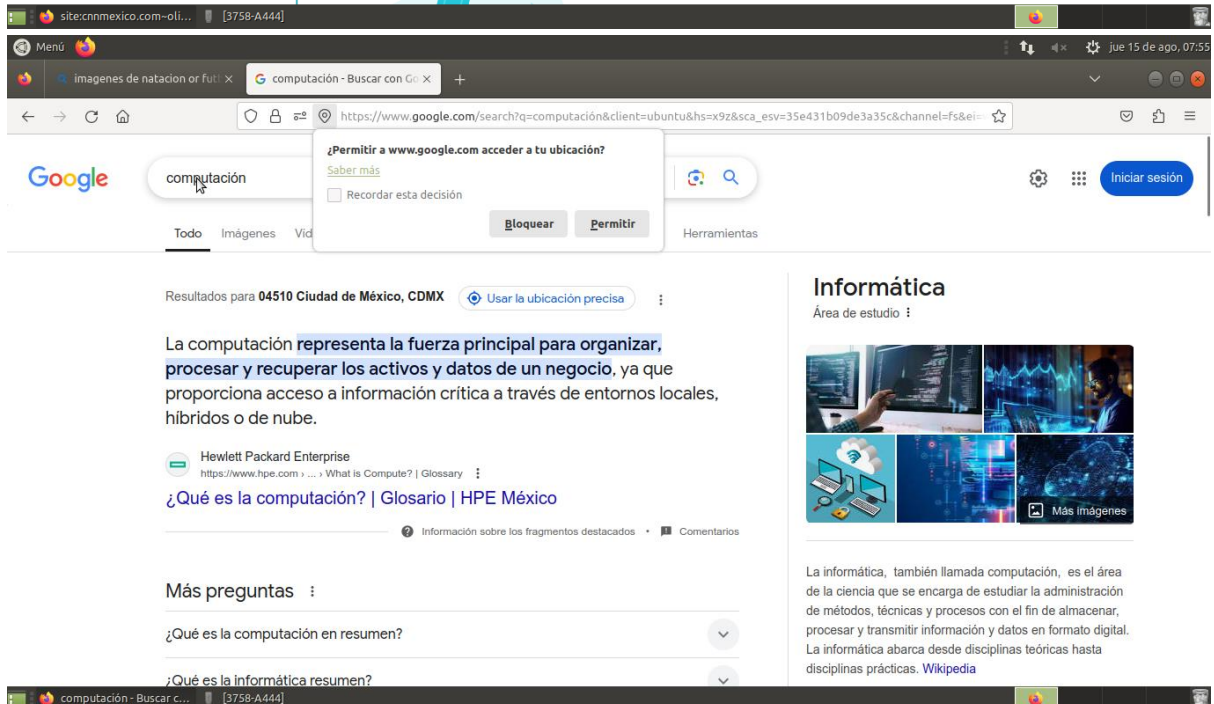 site:cnnmexico.com–oli... [3758-A444]
Menú jue 15 de ago, 07:55
imagenes de natacion or fut computación - Buscar con Go
https://www.google.com/search?q=computación&client=ubuntu&hs=x9z&sca_esv=35e431b09de3a35c&channel=fs&ei=
¿Permitir a www.google.com acceder a tu ubicación?
Saber más
Recordar esta decisión
Bloquear Permitir
Google computación Iniciar sesión
Todo Imágenes Vid Herramientas
Resultados para 04510 Ciudad de México, CDMX Usar la ubicación precisa
La computación representa la fuerza principal para organizar,
procesar y recuperar los activos y datos de un negocio, ya que
proporciona acceso a información crítica a través de entornos locales,
híbridos o de nube.
Hewlett Packard Enterprise
https://www.hpe.com › ... › What is Compute? | Glossary
¿Qué es la computación? | Glosario | HPE México
Información sobre los fragmentos destacados • Comentarios
Más preguntas
¿Qué es la computación en resumen?
¿Qué es la informática resumen?
Informática
Área de estudio
Más imágenes
La informática, también llamada computación, es el área
de la ciencia que se encarga de estudiar la administración
de métodos, técnicas y procesos con el fin de almacenar,
procesar y transmitir información y datos en formato digital.
La informática abarca desde disciplinas teóricas hasta
disciplinas prácticas. Wikipedia
computación - Buscar c... [3758-A444]